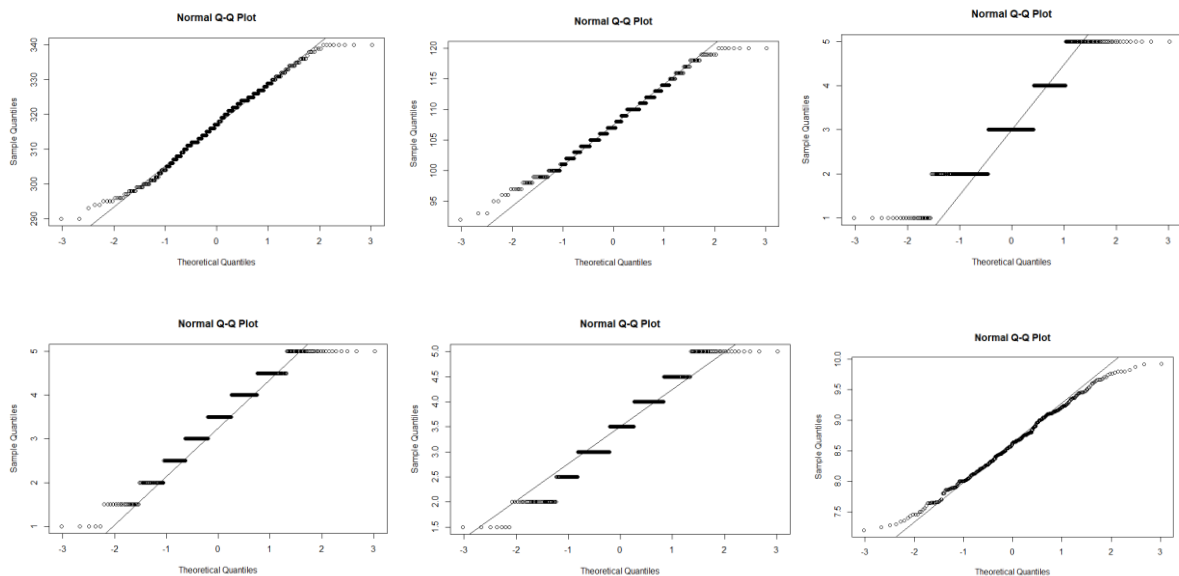 Normal Q-Q Plot
Sample Quantiles
340
330
320
310
300
290
-3 -2 -1 0 1 2 3
Theoretical Quantiles
Normal Q-Q Plot
Sample Quantiles
120
115
110
105
100
95
-3 -2 -1 0 1 2 3
Theoretical Quantiles
Normal Q-Q Plot
Sample Quantiles
5
4
3
2
1
-3 -2 -1 0 1 2 3
Theoretical Quantiles
Normal Q-Q Plot
Sample Quantiles
5
4
3
2
1
-3 -2 -1 0 1 2 3
Theoretical Quantiles
Normal Q-Q Plot
Sample Quantiles
5.0
4.5
4.0
3.5
3.0
2.5
2.0
1.5
-3 -2 -1 0 1 2 3
Theoretical Quantiles
Normal Q-Q Plot
Sample Quantiles
10.0
9.5
9.0
8.5
8.0
7.5
-3 -2 -1 0 1 2 3
Theoretical Quantiles